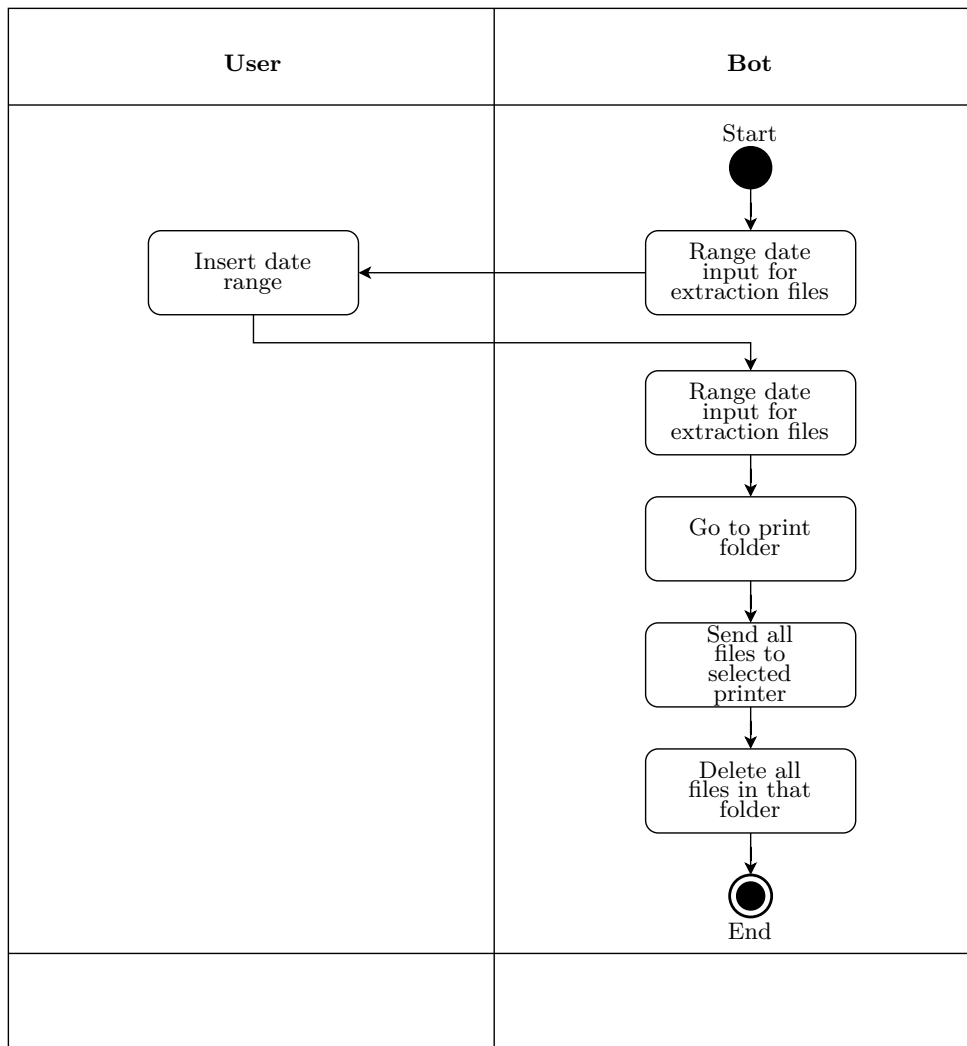 User
Bot
Start
Insert date
range
Range date
input for
extraction files
Range date
input for
extraction files
Go to print
folder
Send all
files to
selected
printer
Delete all
files in that
folder
End